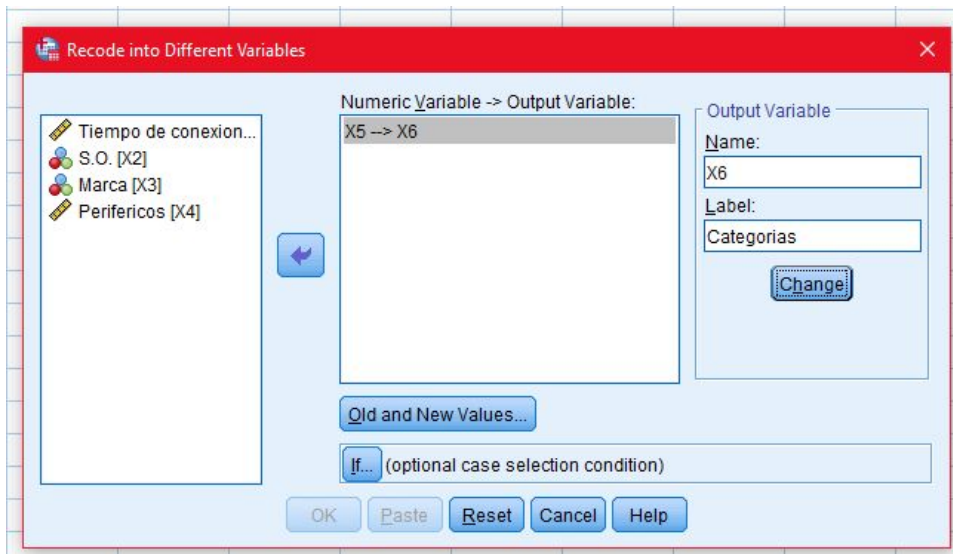 Recode into Different Variables
Numeric Variable -> Output Variable:
Tiempo de conexion...
S.O. [X2]
Marca [X3]
Perifericos [X4]
X5 --> X6
Output Variable
Name:
X6
Label:
Categorias
Change
Old and New Values...
If... (optional case selection condition)
OK Paste Reset Cancel Help